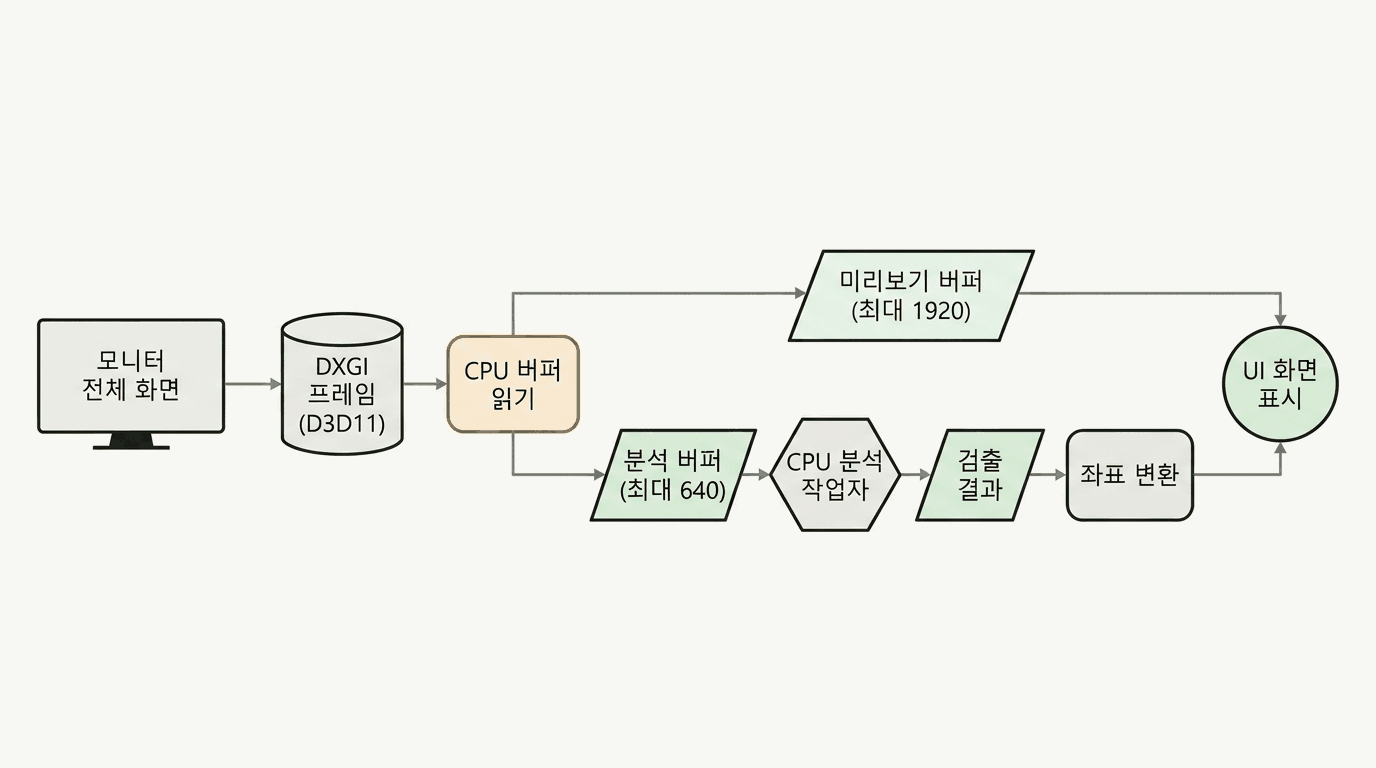 모니터
전체 화면
DXGI
프레임
(D3D11)
CPU 버퍼
읽기
미리보기 버퍼
(최대 1920)
분석 버퍼
(최대 640)
CPU 분석
작업자
검출
결과
좌표 변환
UI 화면
표시